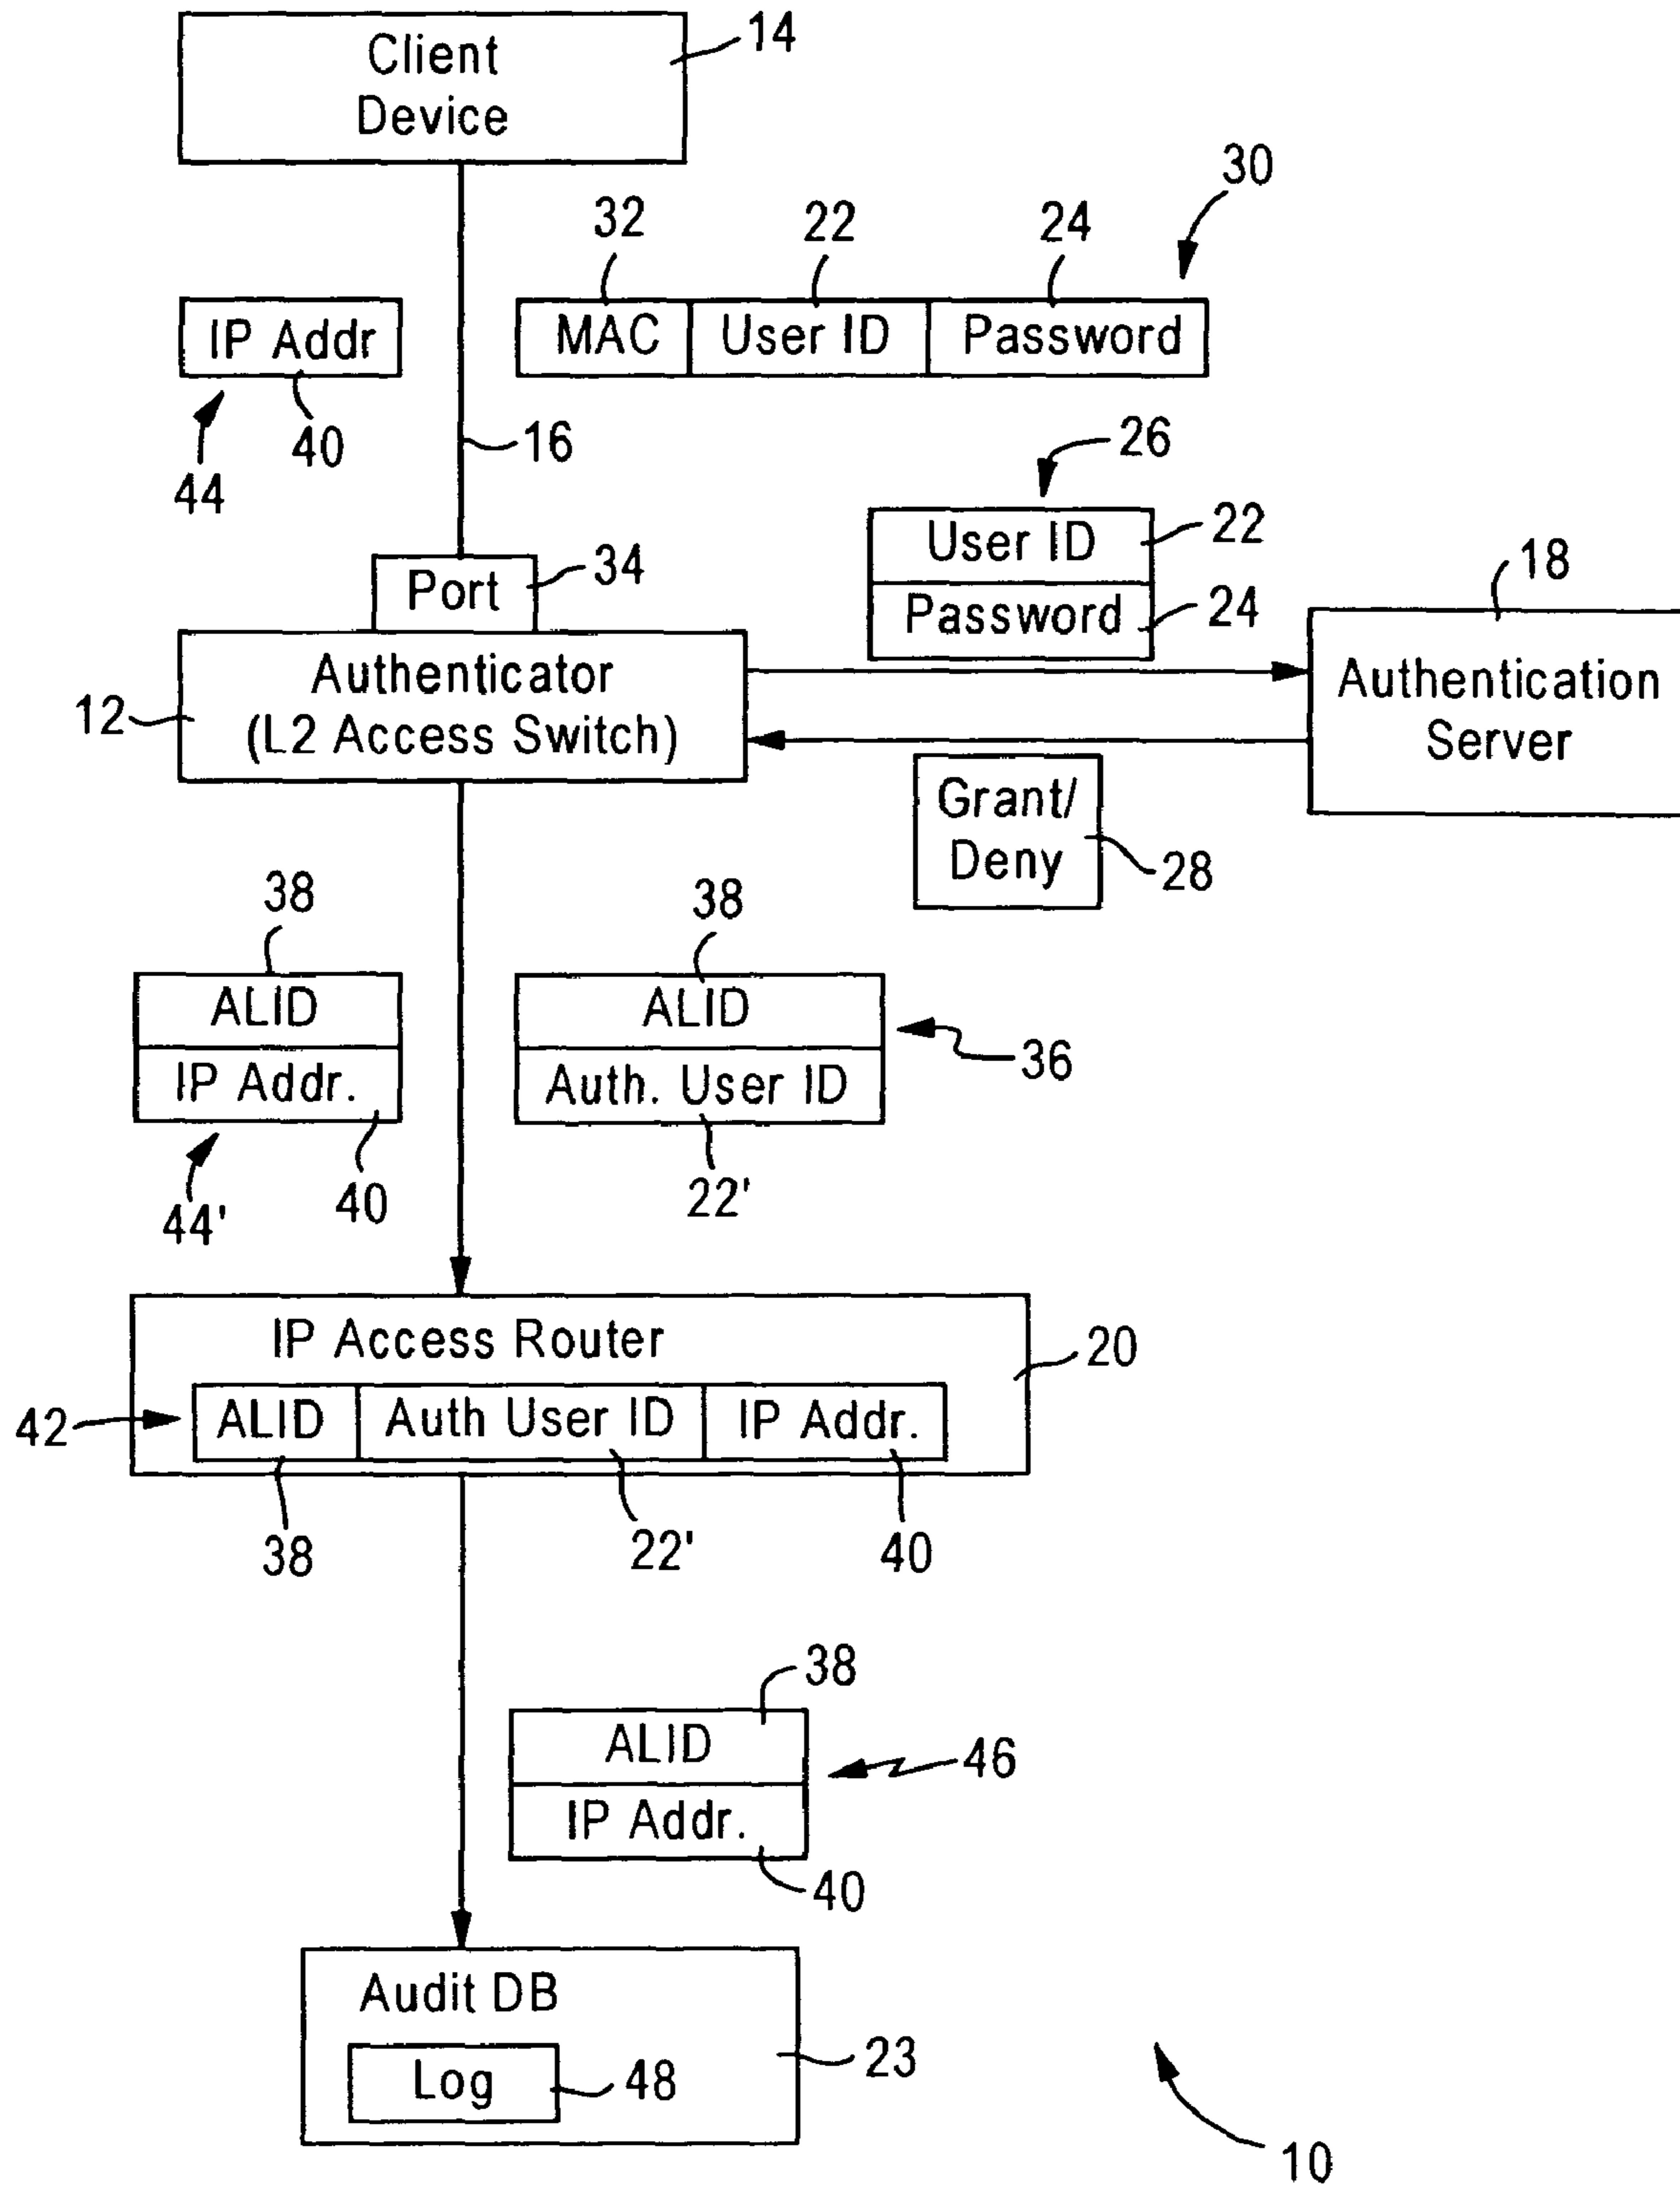 Client
Device
14
30
32
22
24
IP Addr
MAC
User ID
Password
40
44
16
26
User ID
22
Password
24
18
Port
34
Authenticator
(L2 Access Switch)
12
Authentication
Server
Grant/
Deny
28
38
38
ALID
IP Addr.
ALID
Auth. User ID
36
40
44'
22'
IP Access Router
20
42
ALID
Auth User ID
IP Addr.
38
22'
40
38
ALID
IP Addr.
46
40
Audit DB
23
Log
48
10